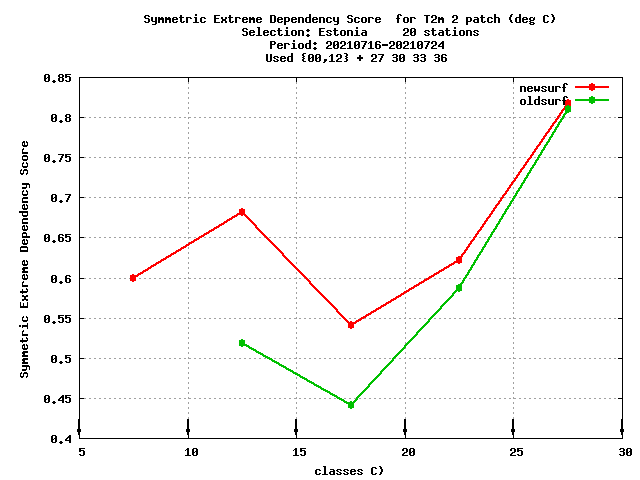 Symmetric Extreme Dependency Score  for T2m 2 patch (deg C)
Selection: Estonia     20 stations
Period: 20210716-20210724
Used {00,12} + 27 30 33 36
newsurf
oldsurf
Symmetric Extreme Dependency Score
0.85
0.8
0.75
0.7
0.65
0.6
0.55
0.5
0.45
0.4
5 10 15 20 25 30
classes C)